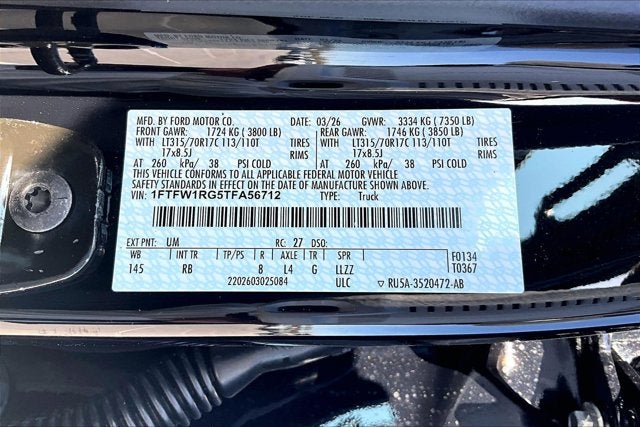 MFD. BY FORD MOTOR CO. 03/26 GVWR: 3334 KG ( 7350 LB)
FRONT GAWR: 1724 KG ( 3800 LB) REAR GAWR: 1746 KG ( 3850 LB)
LT315/70R17C 113/110T TIRES LT315/70R17C 113/110T TIRES
17x8.5J RIMS 17x8.5J RIMS
AT 260 kPa/ 38 PSI COLD AT 260 kPa/ 38 PSI COLD
THIS VEHICLE CONFORMS TO ALL APPLICABLE FEDERAL MOTOR VEHICLE
SAFETY AND THEFT PREVENTION STANDARDS IN EFFECT ON THE DATE OF
MANUFACTURE SHOWN ABOVE.
VIN: 1FTFW1RG5TFA56712 TYPE: Truck
EXT PNT: UM RC: 27 DSO:
WB INT TR TP/PS R AXLE TR SPR F0134
145 RB 8 L4 G LLZZ T0367
2202603025084 ULC ▽ RU5A-3520472-AB